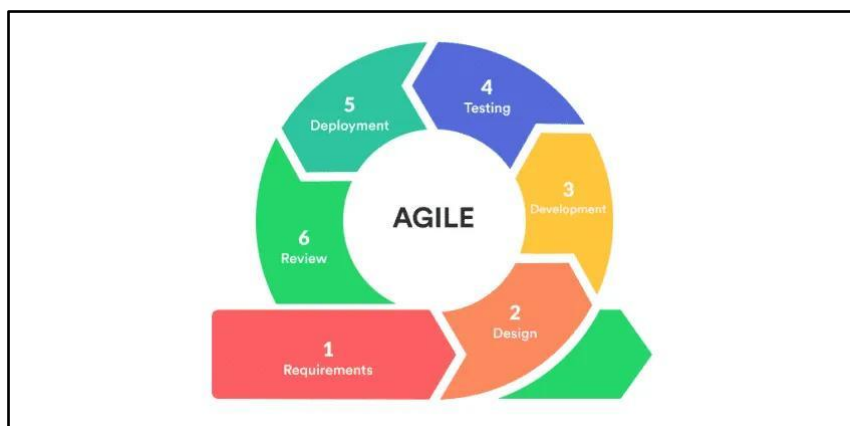 AGILE
1
Requirements
2
Design
3
Development
4
Testing
5
Deployment
6
Review